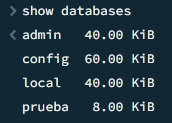 > show databases
< admin 40.00 KiB
config 60.00 KiB
local 40.00 KiB
prueba 8.00 KiB